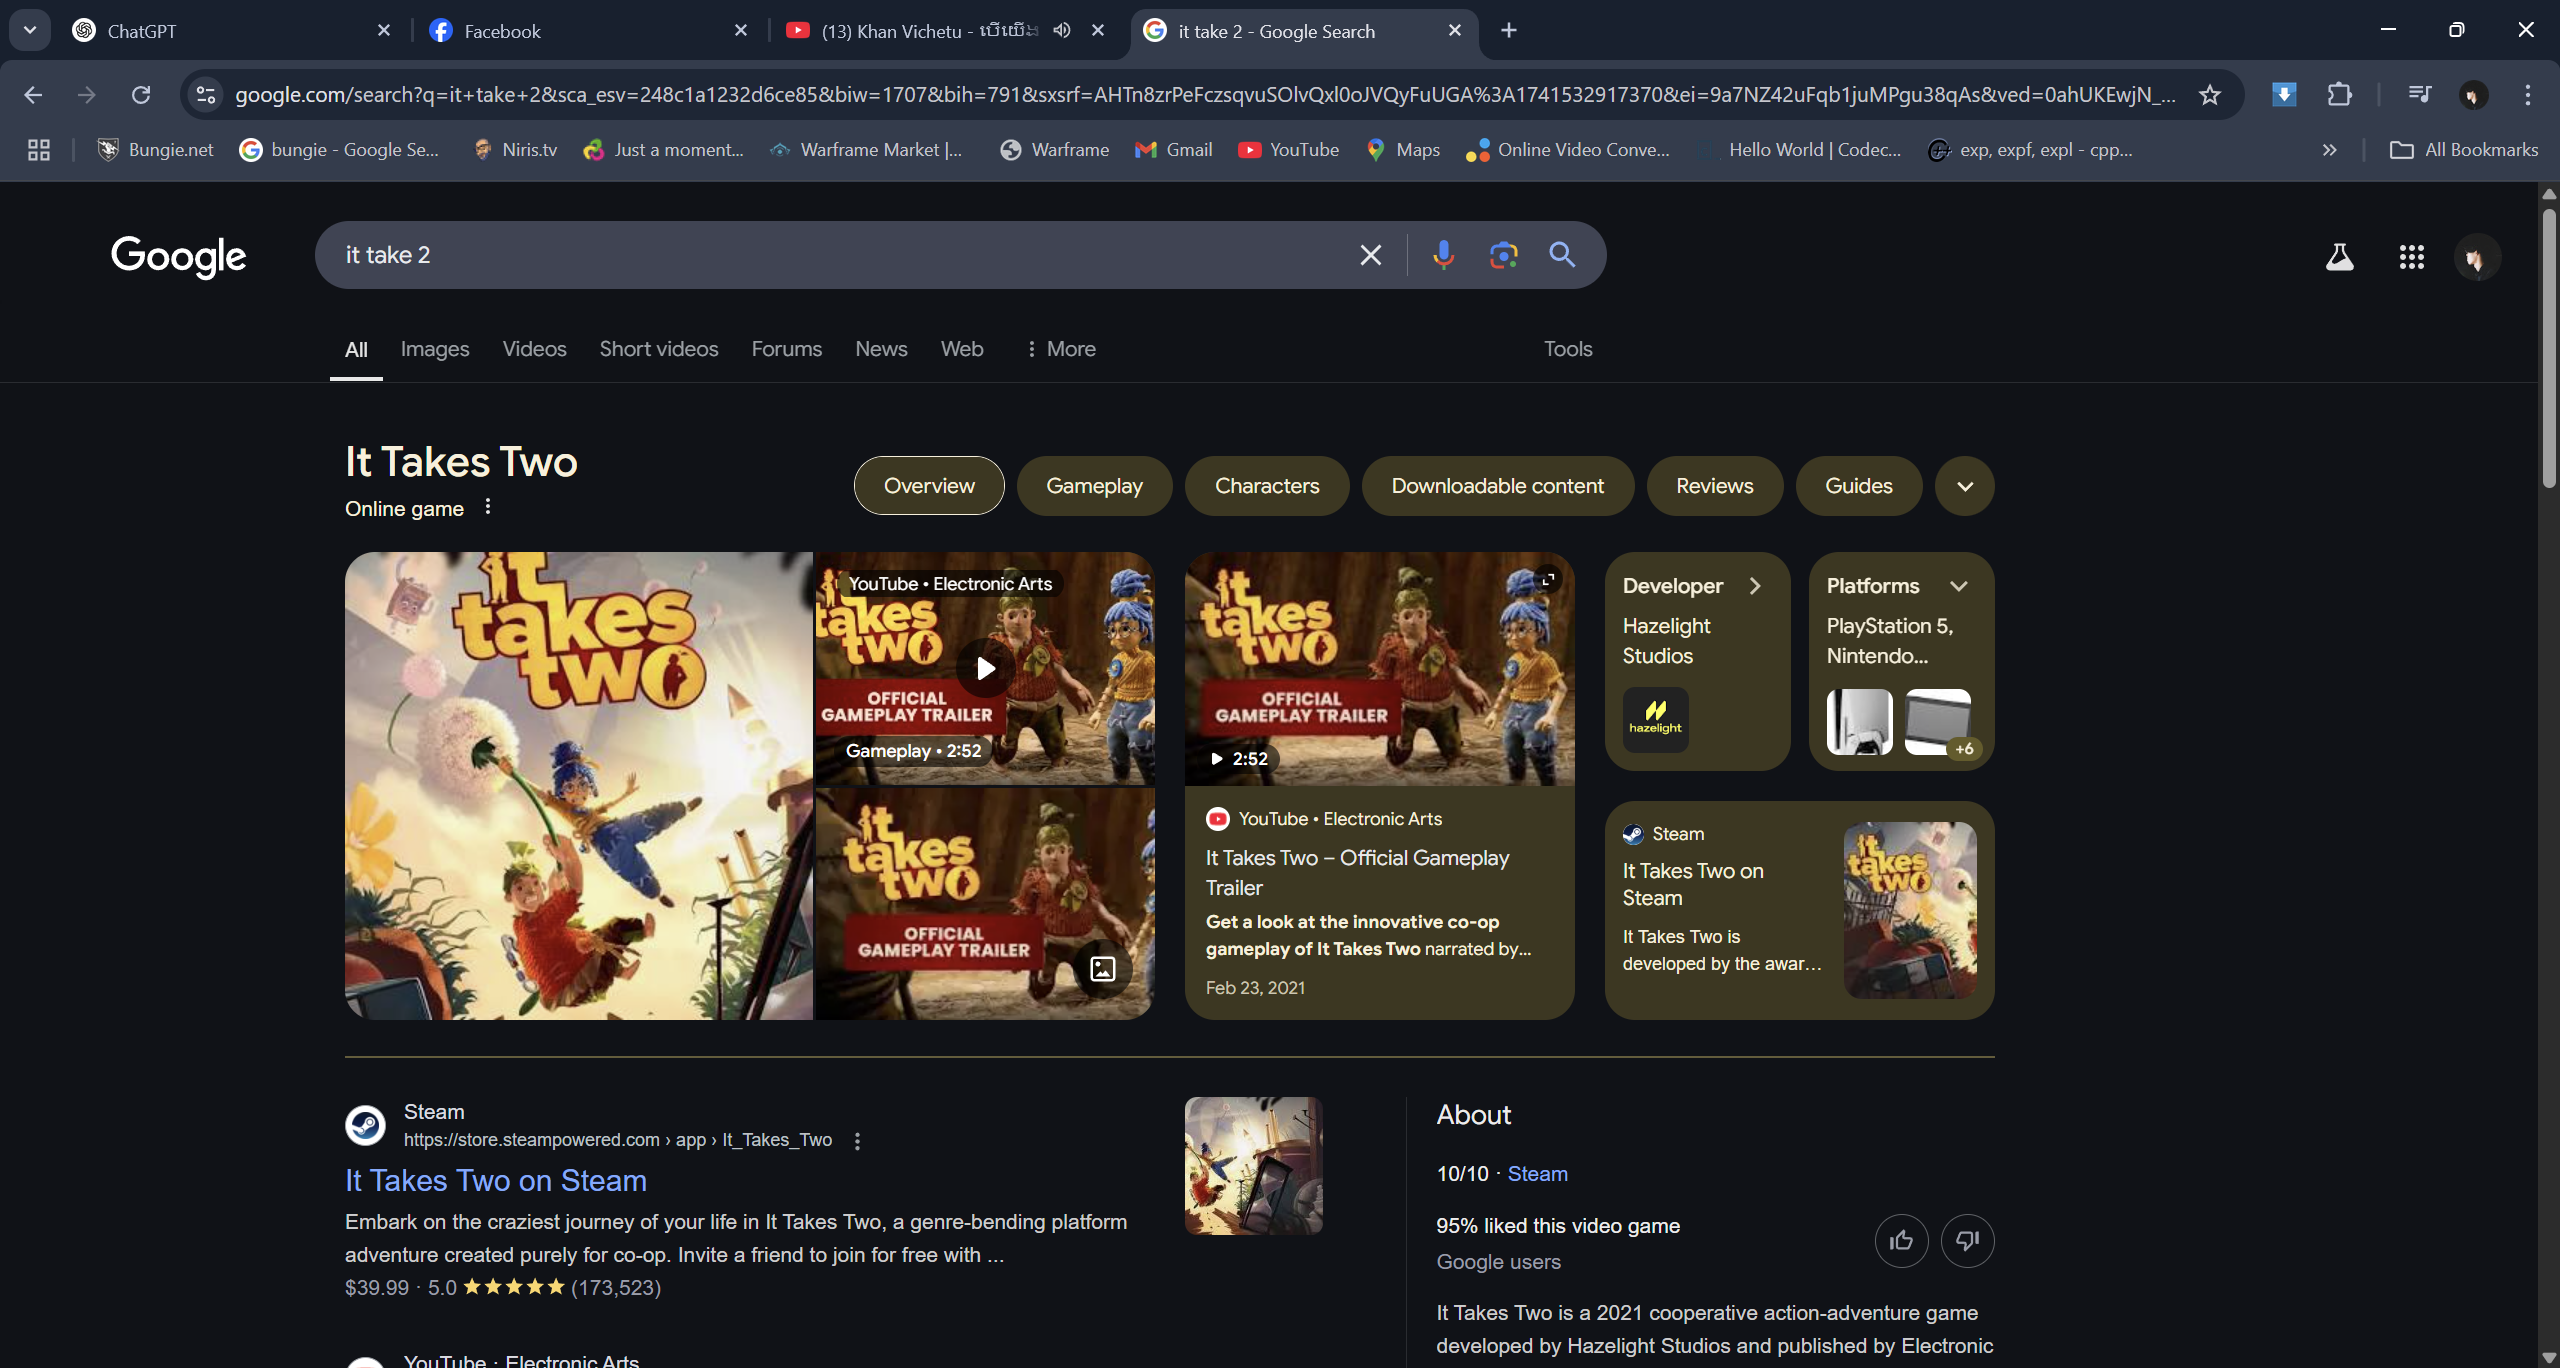 ChatGPT
Facebook
(13) Khan Vichetu - បើយើង
it take 2 - Google Search
google.com/search?q=it+take+2&sca_esv=248c1a1232d6ce85&biw=1707&bih=791&sxsrf=AHTn8zrPeFczsqvuSOlvQxl0oJVQyFuUGA%3A1741532917370&ei=9a7NZ42uFqb1juMPgu38qAs&ved=0ahUKEwjN_...
Bungie.net
bungie - Google Se...
Niris.tv
Just a moment...
Warframe Market |...
Warframe
Gmail
YouTube
Maps
Online Video Conve...
Hello World | Codec...
exp, expf, expl - cpp...
All Bookmarks
Google
it take 2
All
Images
Videos
Short videos
Forums
News
Web
More
Tools
It Takes Two
Online game
Overview
Gameplay
Characters
Downloadable content
Reviews
Guides
it
takes
two
YouTube • Electronic Arts
it
takes
two
OFFICIAL
GAMEPLAY TRAILER
Gameplay • 2:52
it
takes
two
OFFICIAL
GAMEPLAY TRAILER
it
takes
two
OFFICIAL
GAMEPLAY TRAILER
2:52
YouTube • Electronic Arts
It Takes Two – Official Gameplay
Trailer
Get a look at the innovative co-op
gameplay of It Takes Two narrated by...
Feb 23, 2021
Developer
Hazelight
Studios
hazelight
Platforms
PlayStation 5,
Nintendo...
+6
Steam
It Takes Two on
Steam
It Takes Two is
developed by the awar...
it
takes
two
Steam
https://store.steampowered.com › app › It_Takes_Two
It Takes Two on Steam
Embark on the craziest journey of your life in It Takes Two, a genre-bending platform
adventure created purely for co-op. Invite a friend to join for free with ...
$39.99 · 5.0 ★★★★★ (173,523)
YouTube · Electronic Arts
About
10/10 · Steam
95% liked this video game
Google users
It Takes Two is a 2021 cooperative action-adventure game
developed by Hazelight Studios and published by Electronic